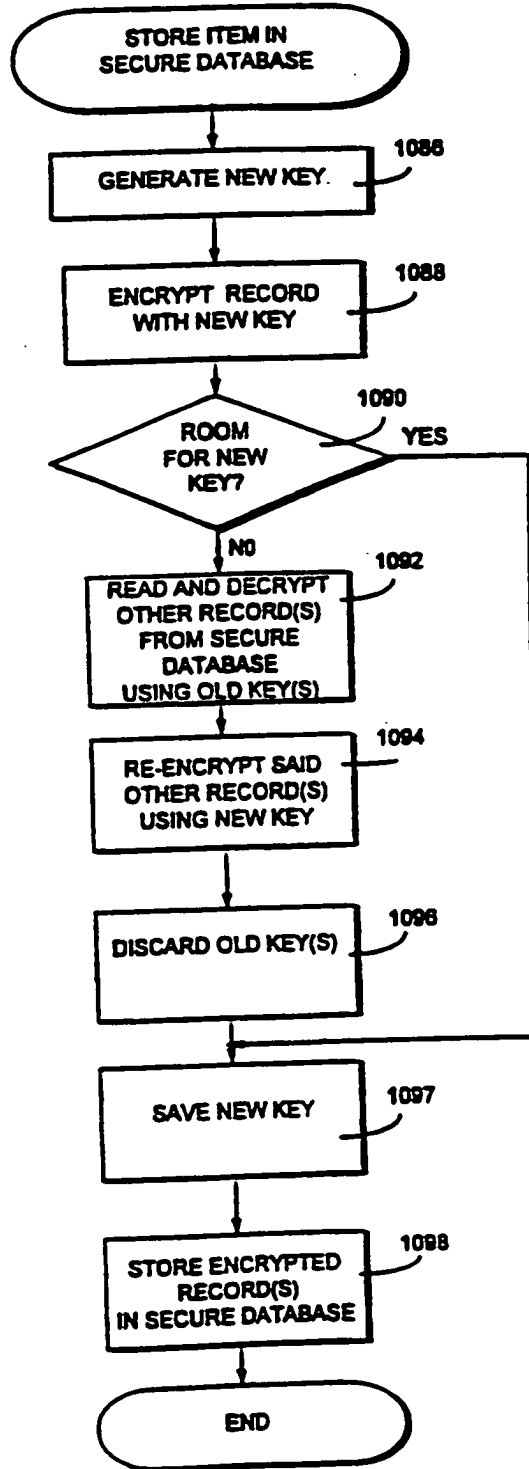 STORE ITEM IN
SECURE DATABASE
1086
GENERATE NEW KEY
1088
ENCRYPT RECORD
WITH NEW KEY
1090
ROOM
FOR NEW
KEY?
YES
NO
1092
READ AND DECRYPT
OTHER RECORD(S)
FROM SECURE
DATABASE
USING OLD KEY(S)
1094
RE-ENCRYPT SAID
OTHER RECORD(S)
USING NEW KEY
1096
DISCARD OLD KEY(S)
1097
SAVE NEW KEY
1098
STORE ENCRYPTED
RECORD(S)
IN SECURE DATABASE
END